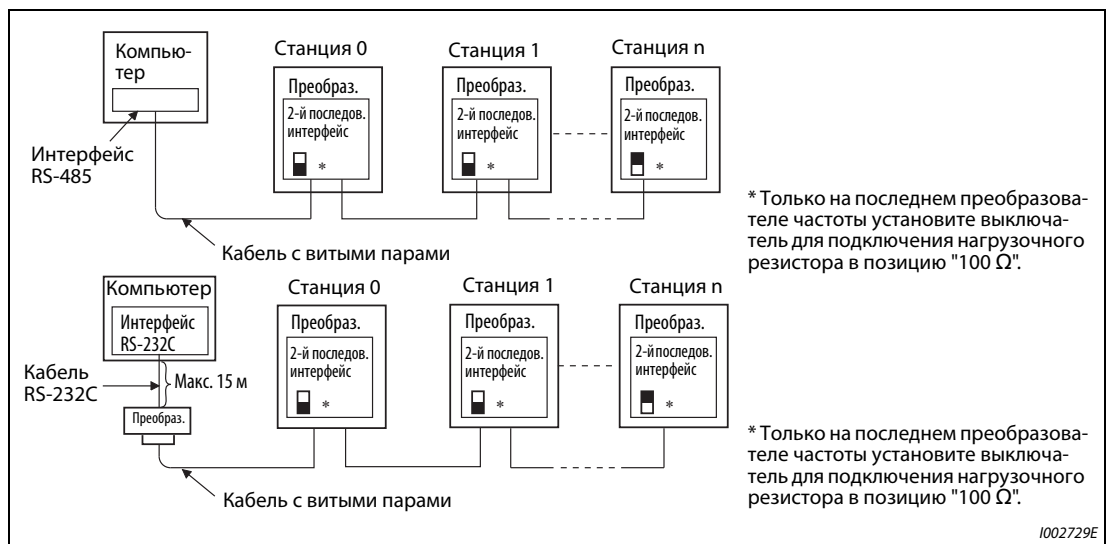 Компью-
тер
Интерфейс
RS-485
Станция 0
Преобраз.
2-й последов.
интерфейс
*
Станция 1
Преобраз.
2-й последов.
интерфейс
*
Станция n
Преобраз.
2-й последов.
интерфейс
*
Кабель с витыми парами
* Только на последнем преобразова-
теле частоты установите выключа-
тель для подключения нагрузочного
резистора в позицию "100 Ω".
Компьютер
Интерфейс
RS-232C
Кабель
RS-232C
Макс. 15 м
Преобраз.
Станция 0
Преобраз.
2-й последов.
интерфейс
*
Станция 1
Преобраз.
2-й последов.
интерфейс
*
Станция n
Преобраз.
2-й последов.
интерфейс
*
Кабель с витыми парами
* Только на последнем преобразова-
теле частоты установите выключа-
тель для подключения нагрузочного
резистора в позицию "100 Ω".
I002729E